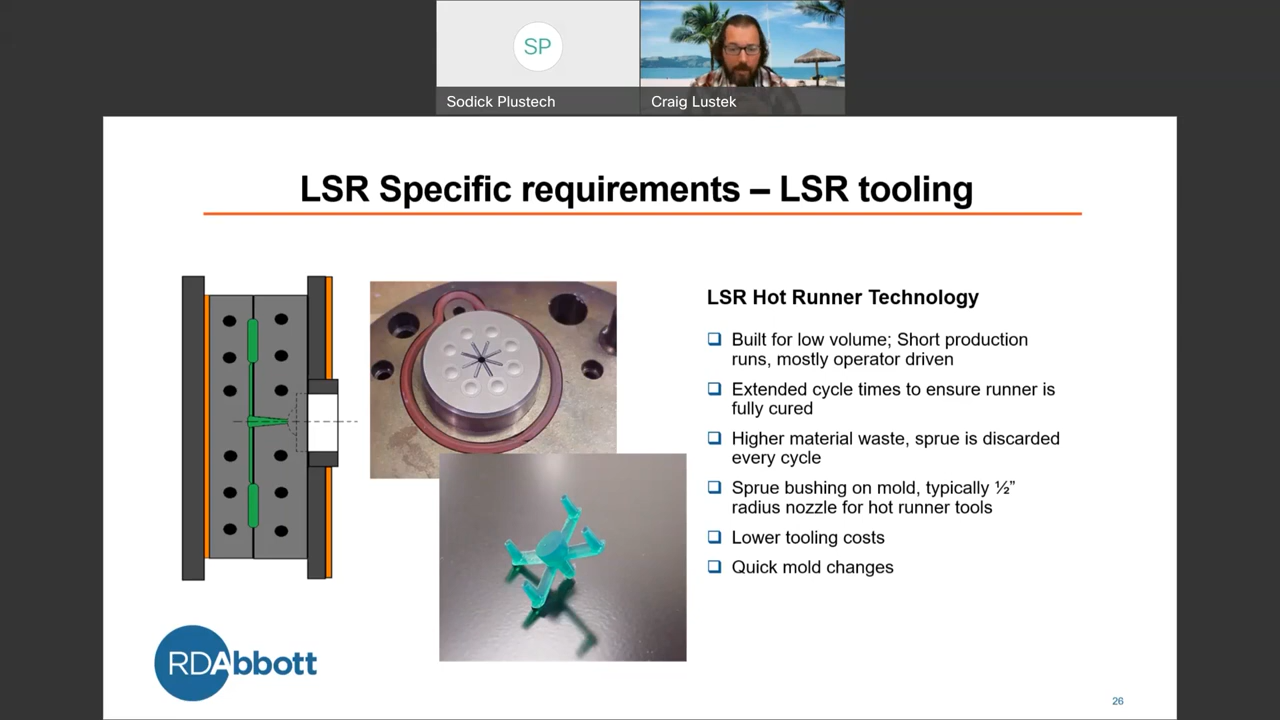 SP
Sodick Plustech
Craig Lustek
LSR Specific requirements – LSR tooling
LSR Hot Runner Technology
Built for low volume; Short production
runs, mostly operator driven
Extended cycle times to ensure runner is
fully cured
Higher material waste, sprue is discarded
every cycle
Sprue bushing on mold, typically ½”
radius nozzle for hot runner tools
Lower tooling costs
Quick mold changes
RDAbbott
26